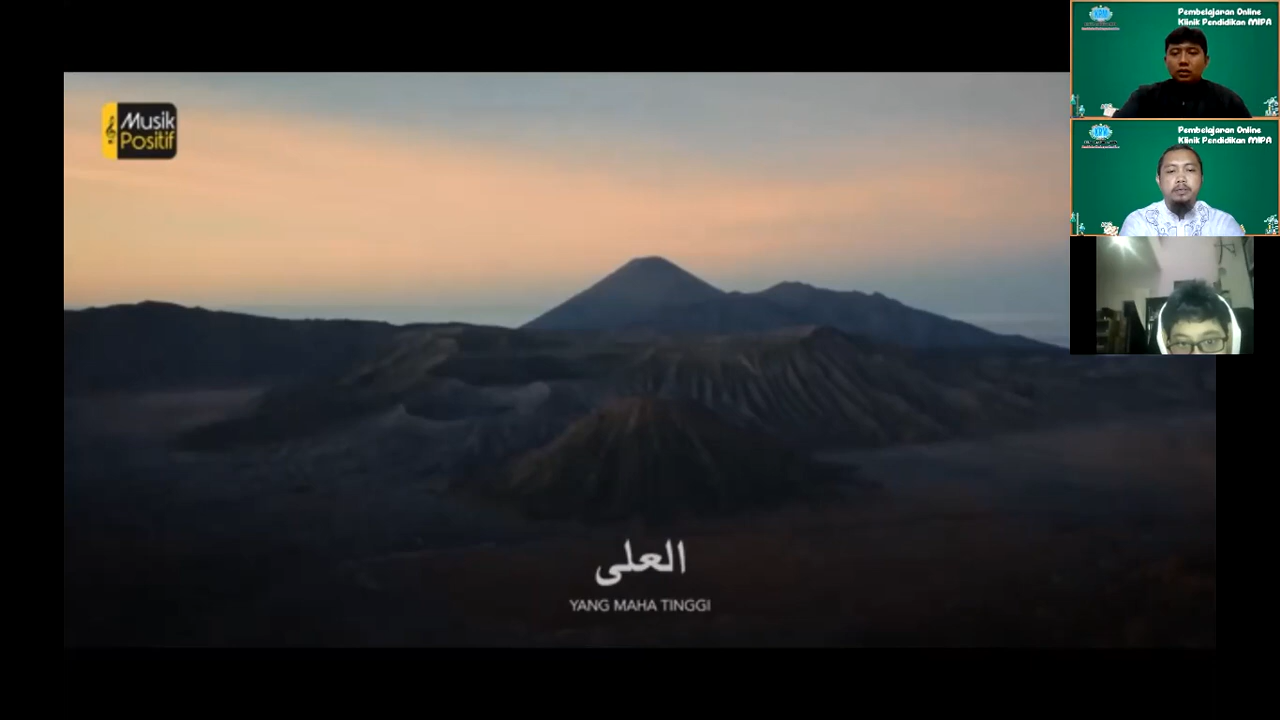 Musik
Positif
العلى
YANG MAHA TINGGI
Pembelajaran Online
Klinik Pendidikan MIPA
Pembelajaran Online
Klinik Pendidikan MIPA